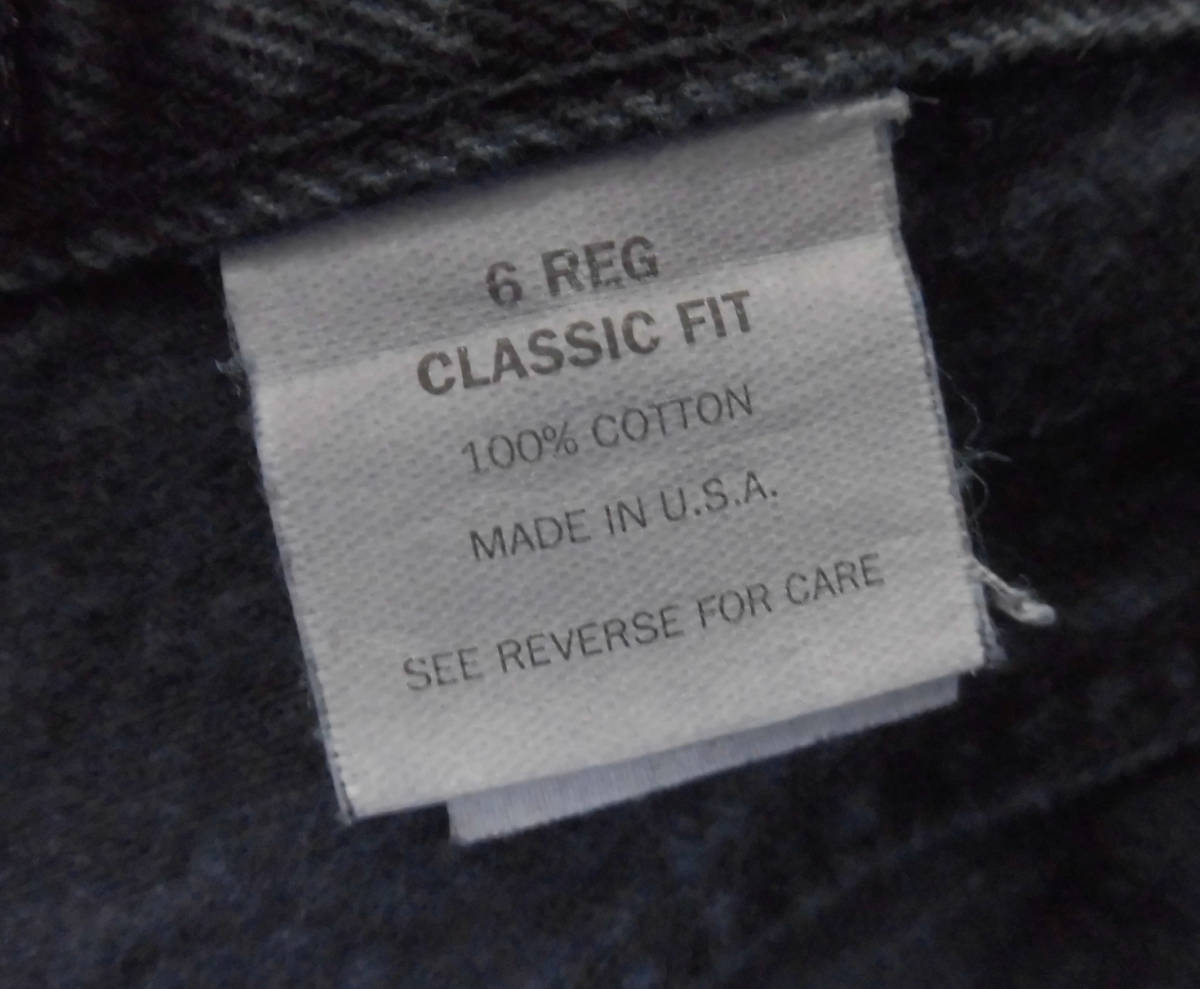 6 REG
CLASSIC FIT
100% COTTON
MADE IN U.S.A.
SEE REVERSE FOR CARE